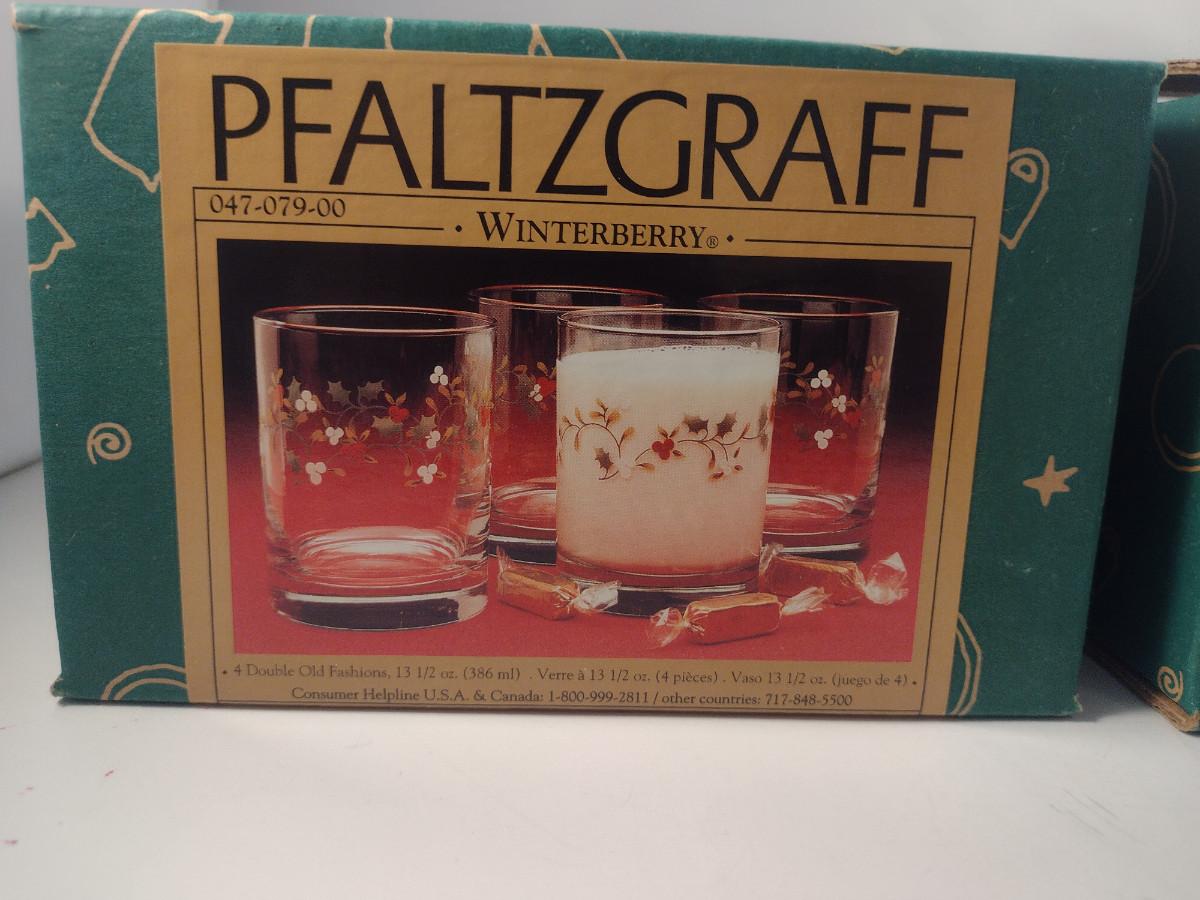 PFALTZGRAFF
047-079-00
· WINTERBERRY® ·
· 4 Double Old Fashions, 13 1/2 oz. (386 ml) . Verre à 13 1/2 oz. (4 pièces) . Vaso 13 1/2 oz. (juego de 4) ·
Consumer Helpline U.S.A. & Canada: 1-800-999-2811 / other countries: 717-848-5500